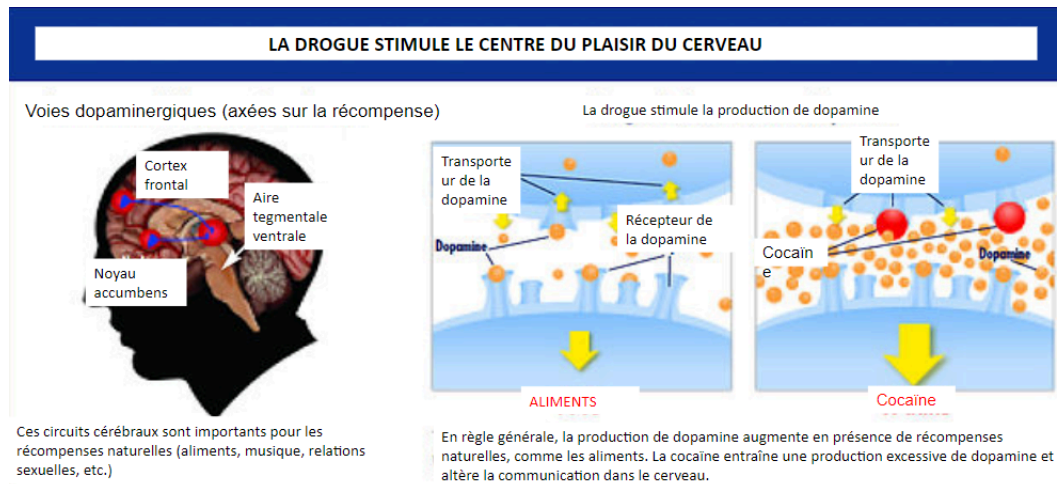 LA DROGUE STIMULE LE CENTRE DU PLAISIR DU CERVEAU
Voies dopaminergiques (axées sur la récompense)
Cortex
frontal
Aire
tegmentale
ventrale
Noyau
accumbens
Ces circuits cérébraux sont importants pour les
récompenses naturelles (aliments, musique, relations
sexuelles, etc.)
La drogue stimule la production de dopamine
Transporte
ur de la
dopamine
Récepteur de
la dopamine
Dopamine
ALIMENTS
Transporte
ur de la
dopamine
Cocaïn
e
Dopamine
Cocaïne
En règle générale, la production de dopamine augmente en présence de récompenses
naturelles, comme les aliments. La cocaïne entraîne une production excessive de dopamine et
altère la communication dans le cerveau.